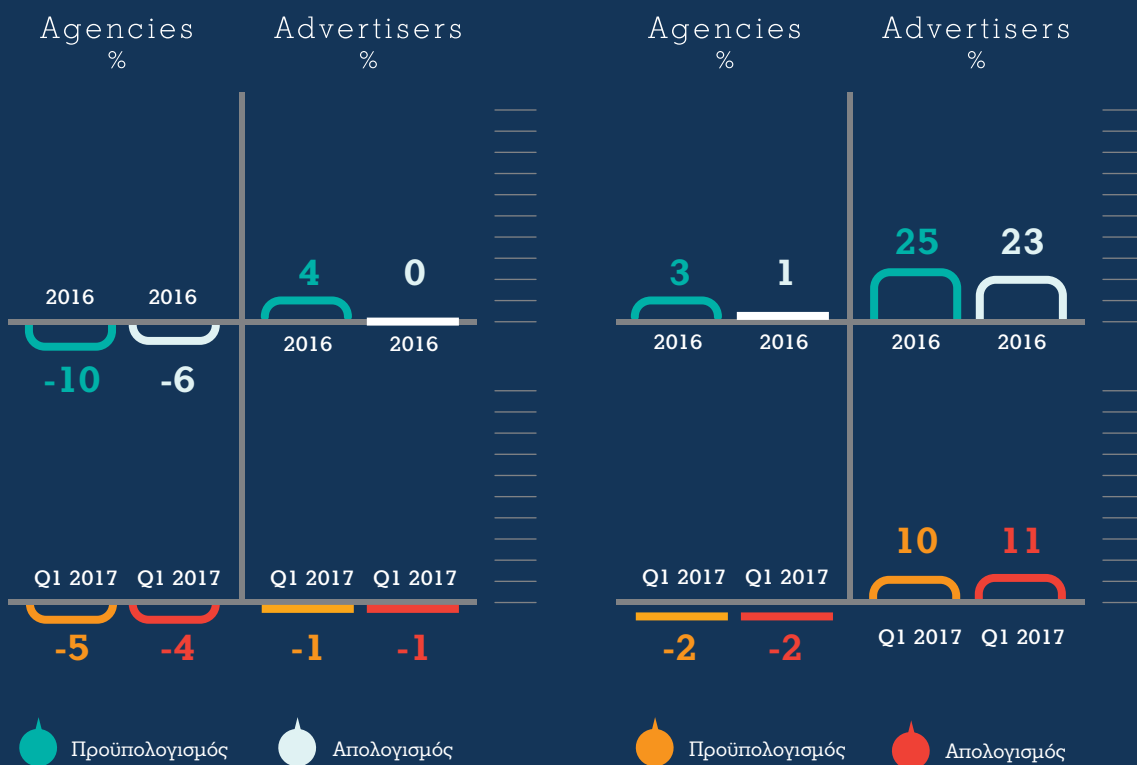 Agencies Advertisers Agencies Advertisers
% % % %
25 23
4 0 3 1
2016 2016
2016 2016 2016 2016 2016 2016
-10 -6
10 11
Q1 2017 Q1 2017 Q1 2017 Q1 2017 Q1 2017 Q1 2017
Q1 2017 Q1 2017
-5 -4 -1 -1 -2 -2
Προϋπολογισμός Απολογισμός Προϋπολογισμός Απολογισμός